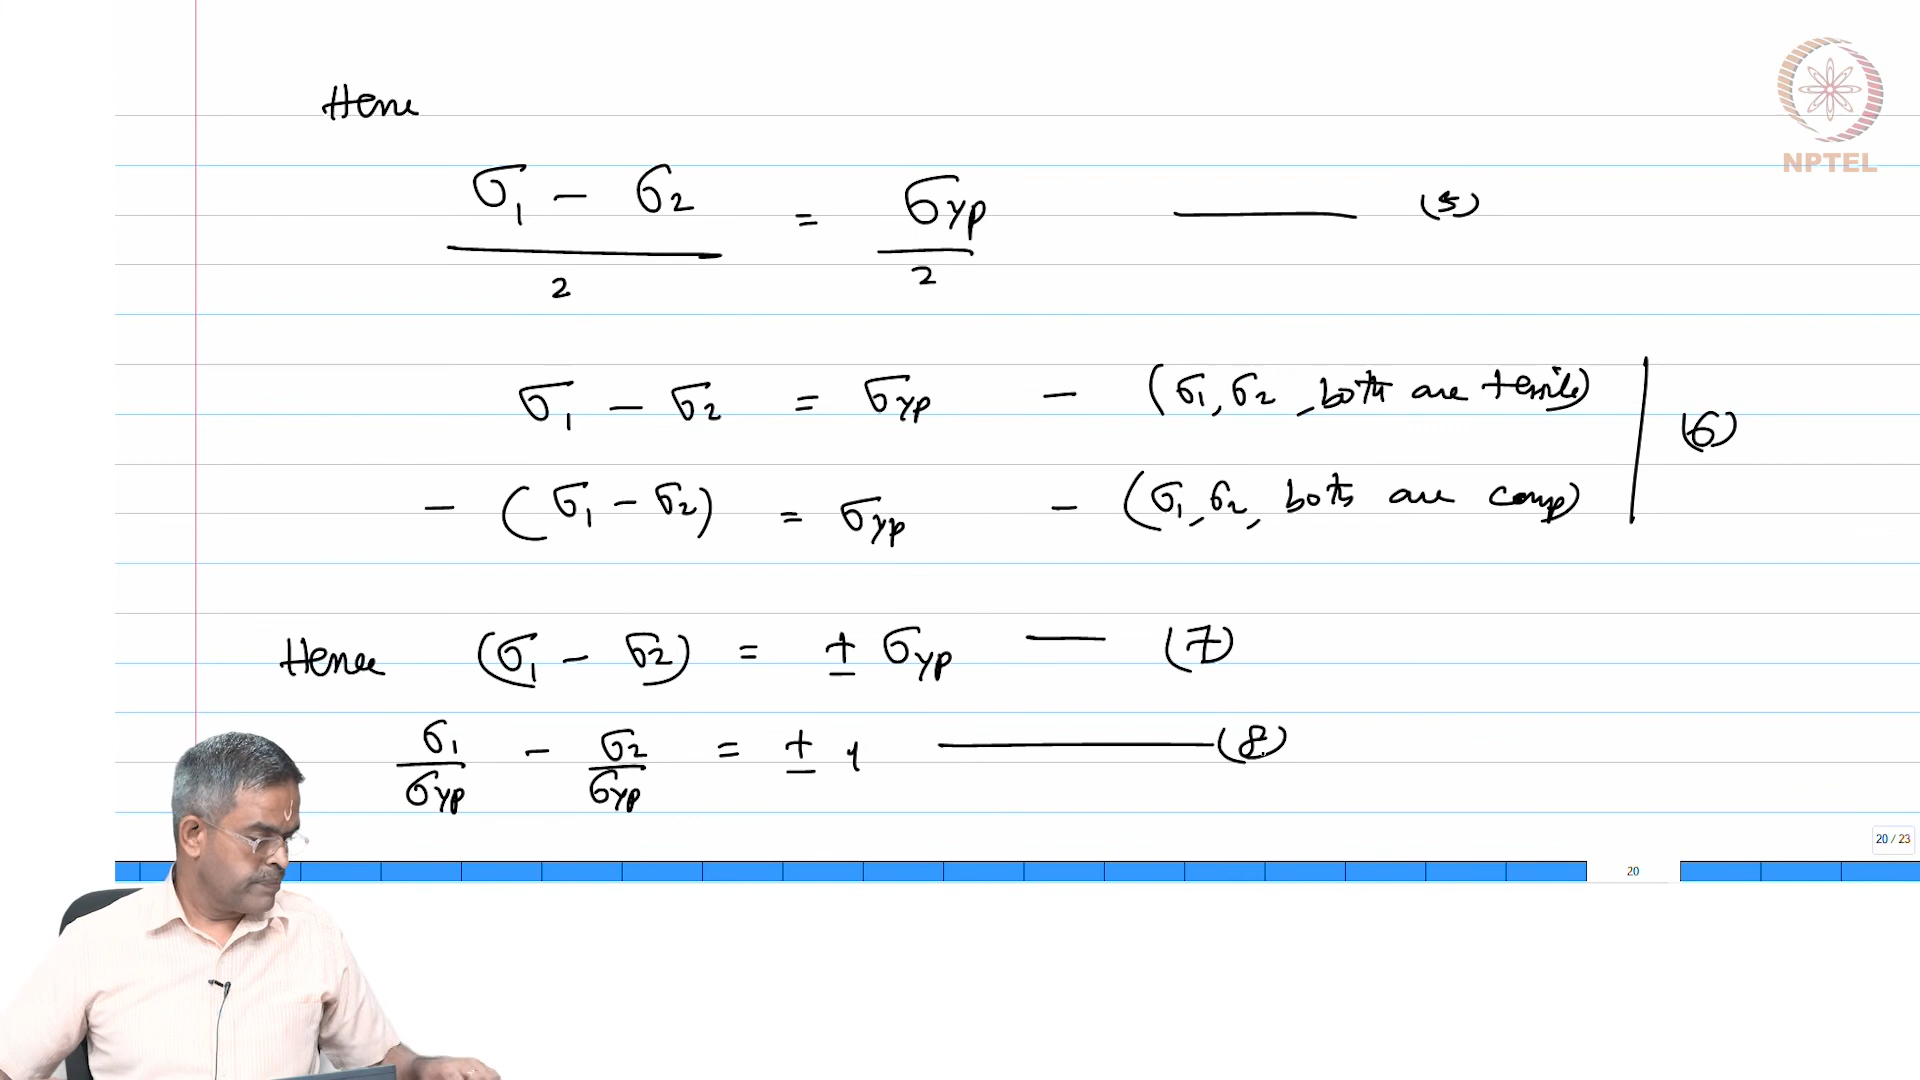 Hence
σ1 − σ2 / 2 = σyp / 2 — (5)
σ1 − σ2 = σyp − (σ1, σ2, both are tensile)
− (σ1 − σ2) = σyp − (σ1, σ2, both are comp)
(6)
Hence (σ1 − σ2) = ± σyp — (7)
σ1 / σyp − σ2 / σyp = ± 1 — (8)
NPTEL
20 / 23
20